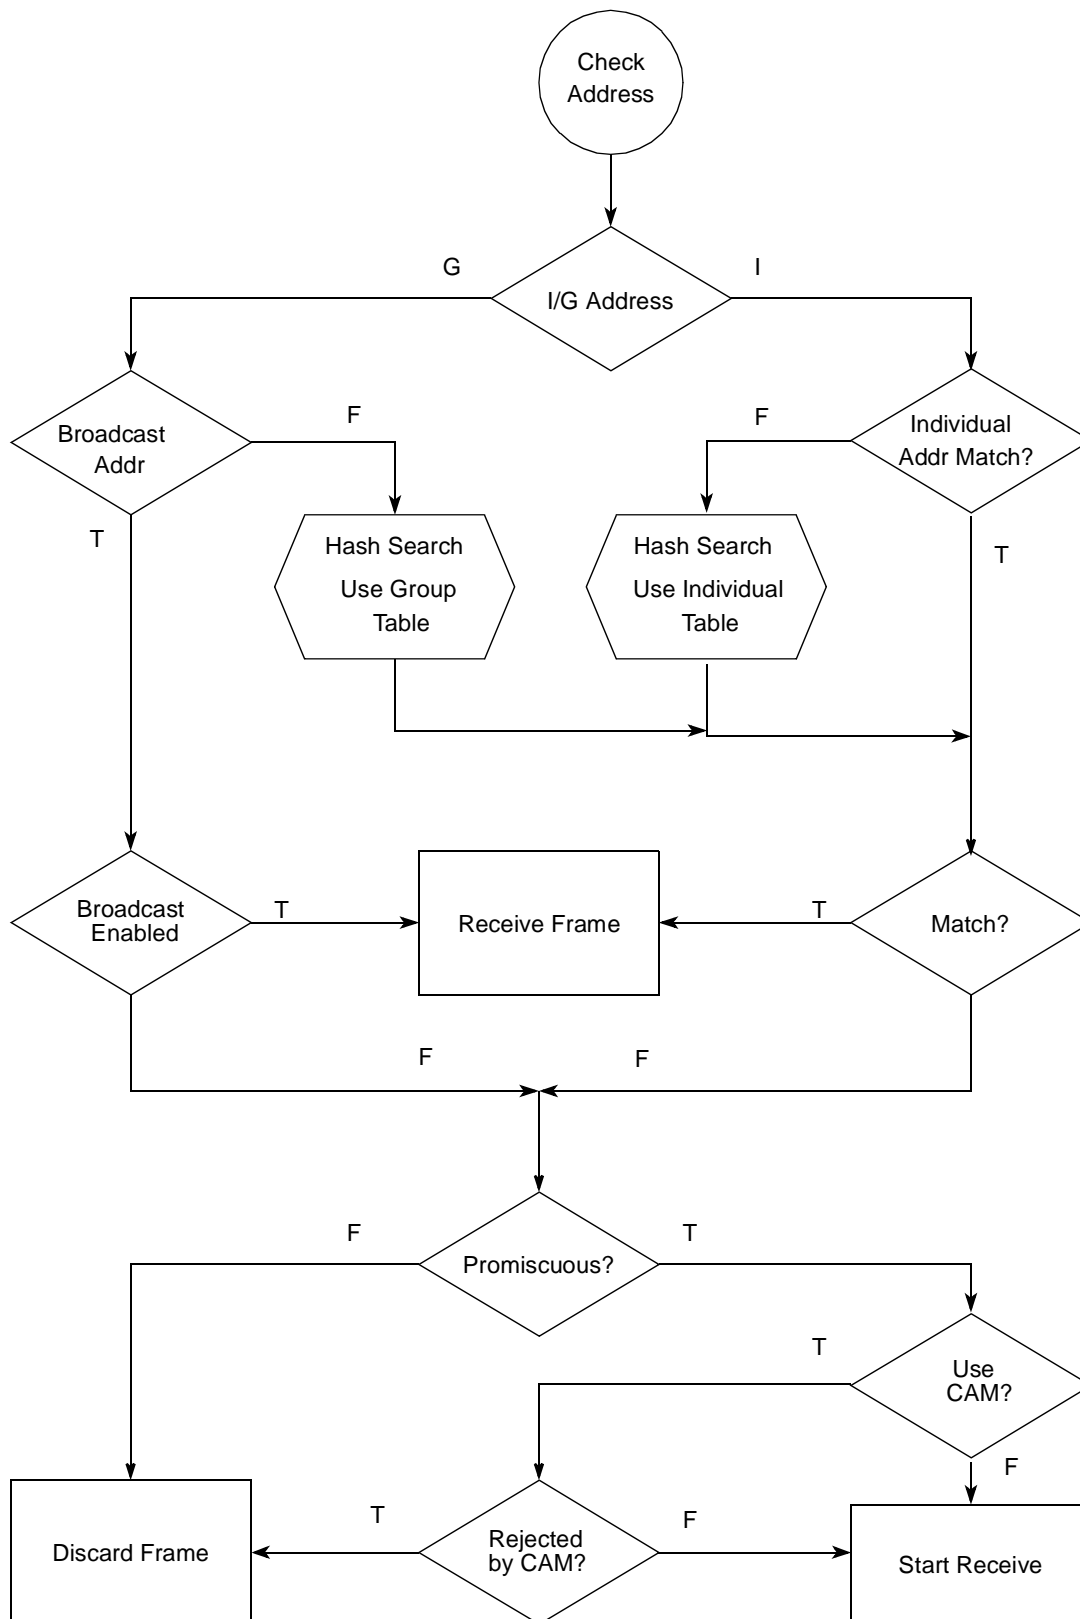 Check
Address
G
I
I/G Address
Broadcast
Addr
F
F
Individual
Addr Match?
T
Hash Search
Use Group
Table
Hash Search
Use Individual
Table
T
Broadcast
Enabled
T
Receive Frame
T
Match?
F
F
F
Promiscuous?
T
T
Use
CAM?
F
Discard Frame
T
Rejected
by CAM?
F
Start Receive